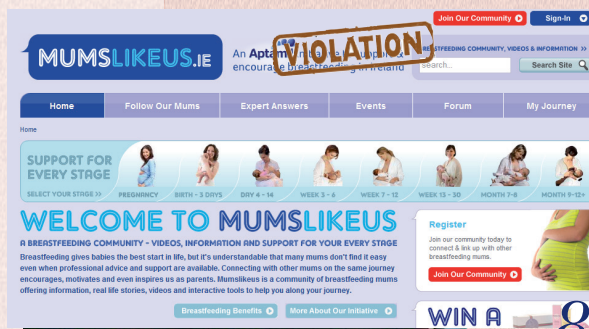 Join Our Community
Sign-In
MUMSLIKEUS.IE
An Aptamil initiative to support &
encourage breastfeeding in Ireland
VIOLATION
BREASTFEEDING COMMUNITY, VIDEOS & INFORMATION >>
Search...
Search Site
Home
Follow Our Mums
Expert Answers
Events
Forum
My Journey
Home
SUPPORT FOR
EVERY STAGE
SELECT YOUR STAGE >>
PREGNANCY
BIRTH - 3 DAYS
DAY 4 - 14
WEEK 3 - 6
WEEK 7 - 12
WEEK 13 - 30
MONTH 7-8
MONTH 9-12+
WELCOME TO MUMSLIKEUS
A BREASTFEEDING COMMUNITY - VIDEOS, INFORMATION AND SUPPORT FOR YOUR EVERY STAGE
Breastfeeding gives babies the best start in life, but it's understandable that many mums don't find it easy
even when professional advice and support are available. Connecting with other mums on the same journey
encourages, motivates and even inspires us as parents. Mumslikeus is a community of breastfeeding mums
offering information, real life stories, videos and interactive tools to help you along your journey.
Breastfeeding Benefits
More About Our Initiative
Register
Join our community today to
connect & link up with other
breastfeeding mums.
Join Our Community
WIN A